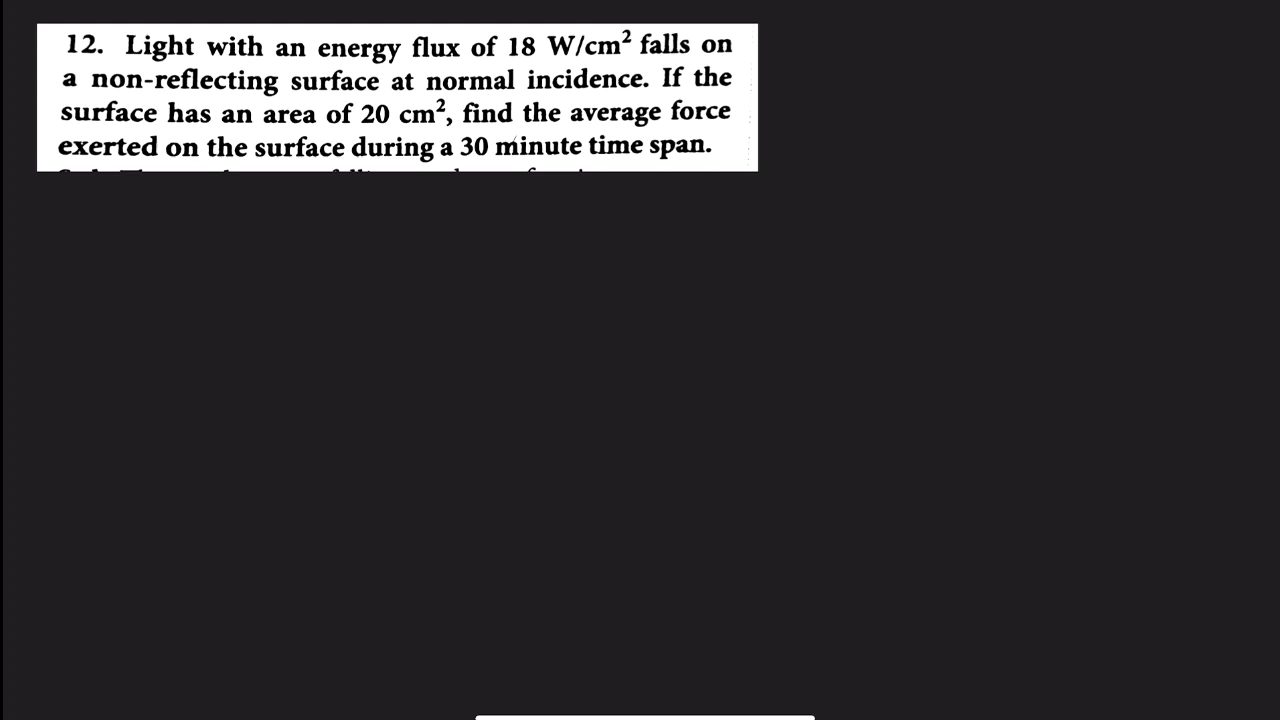 12. Light with an energy flux of 18 W/cm² falls on
a non-reflecting surface at normal incidence. If the
surface has an area of 20 cm², find the average force
exerted on the surface during a 30 minute time span.